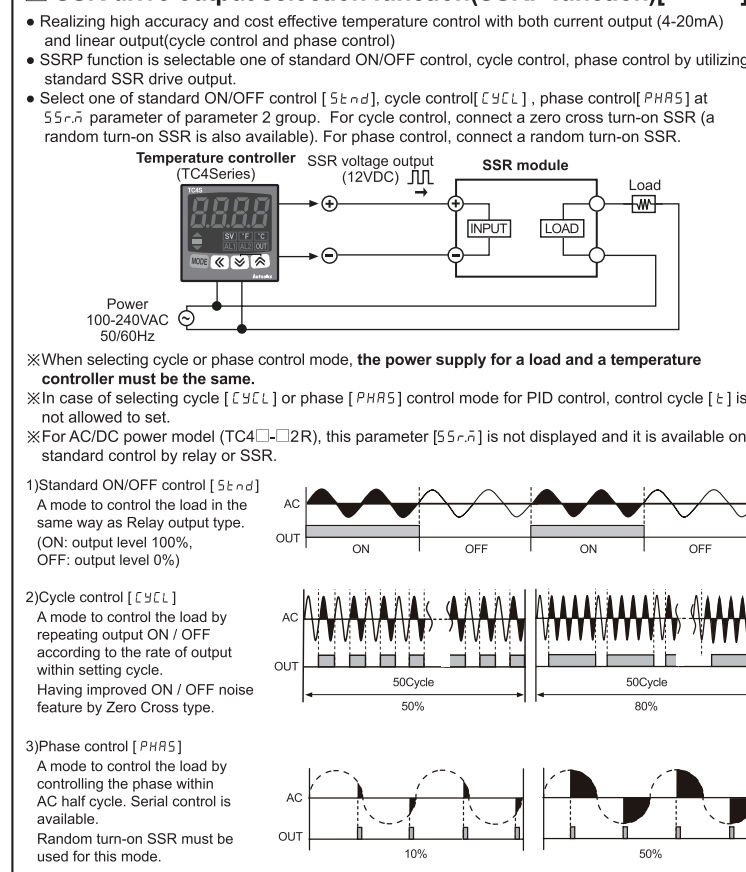 ● Realizing high accuracy and cost effective temperature control with both current output (4-20mA)
and linear output(cycle control and phase control)
● SSRP function is selectable one of standard ON/OFF control, cycle control, phase control by utilizing
standard SSR drive output.
● Select one of standard ON/OFF control [ Stnd], cycle control[ CYCL ] , phase control[ PHAS] at
SSr.M parameter of parameter 2 group.  For cycle control, connect a zero cross turn-on SSR (a
random turn-on SSR is also available). For phase control, connect a random turn-on SSR.
Temperature controller
(TC4Series)
SSR voltage output
(12VDC)
SSR module
Load
TC4S
8.8.8.8
SV °F °C
AL1 AL2 OUT
MODE
Autonics
+
−
+
−
INPUT
LOAD
W
Power
100-240VAC
50/60Hz
~
※When selecting cycle or phase control mode, the power supply for a load and a temperature
controller must be the same.
※In case of selecting cycle [ CYCL ] or phase [ PHAS] control mode for PID control, control cycle [ t ] is
not allowed to set.
※For AC/DC power model (TC4□-□2R), this parameter [SSr.M] is not displayed and it is available on
standard control by relay or SSR.
1)Standard ON/OFF control [ Stnd]
A mode to control the load in the
same way as Relay output type.
(ON: output level 100%,
OFF: output level 0%)
AC
OUT
ON OFF ON OFF
2)Cycle control [ CYCL ]
A mode to control the load by
repeating output ON / OFF
according to the rate of output
within setting cycle.
Having improved ON / OFF noise
feature by Zero Cross type.
AC
OUT
50Cycle 50Cycle
50% 80%
3)Phase control [ PHAS]
A mode to control the load by
controlling the phase within
AC half cycle. Serial control is
available.
Random turn-on SSR must be
used for this mode.
AC
OUT
10% 50%